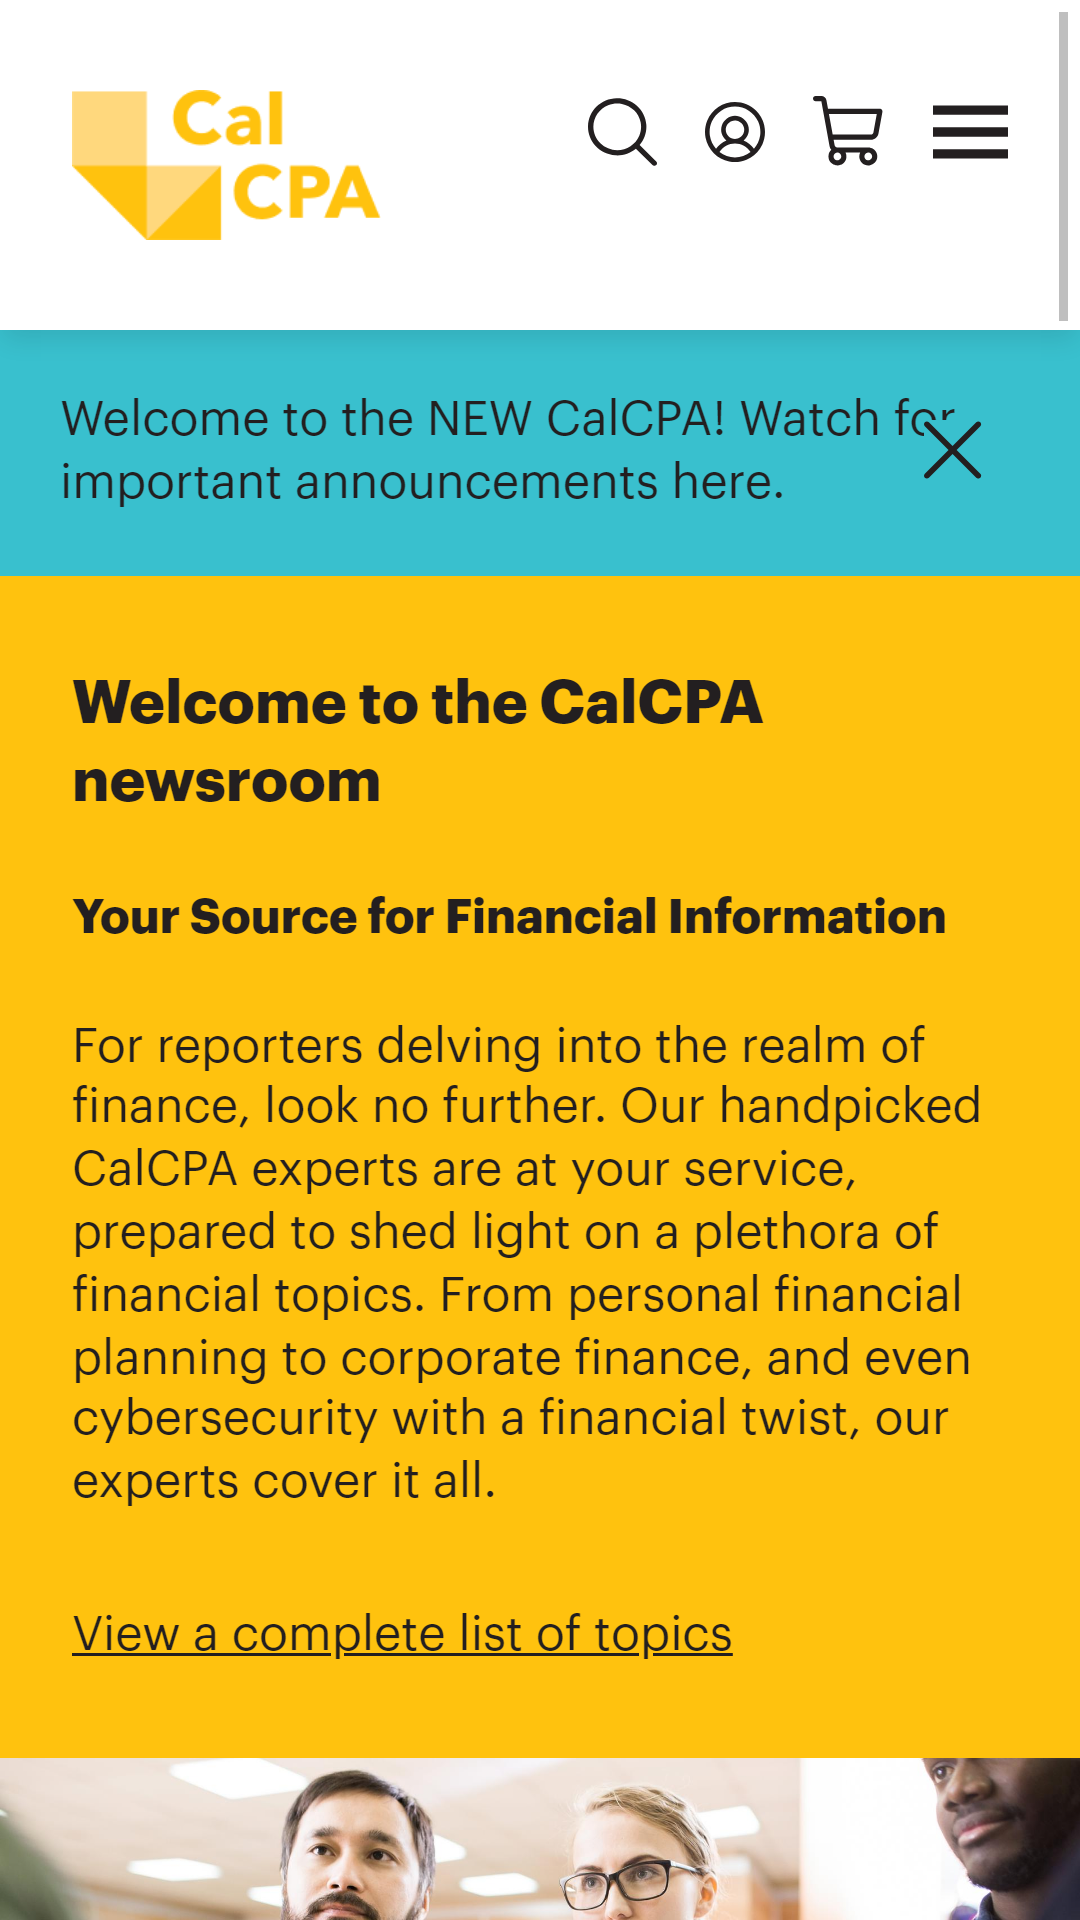 Cal
CPA
Welcome to the NEW CalCPA! Watch for
important announcements here.
Welcome to the CalCPA
newsroom
Your Source for Financial Information
For reporters delving into the realm of
finance, look no further. Our handpicked
CalCPA experts are at your service,
prepared to shed light on a plethora of
financial topics. From personal financial
planning to corporate finance, and even
cybersecurity with a financial twist, our
experts cover it all.
View a complete list of topics